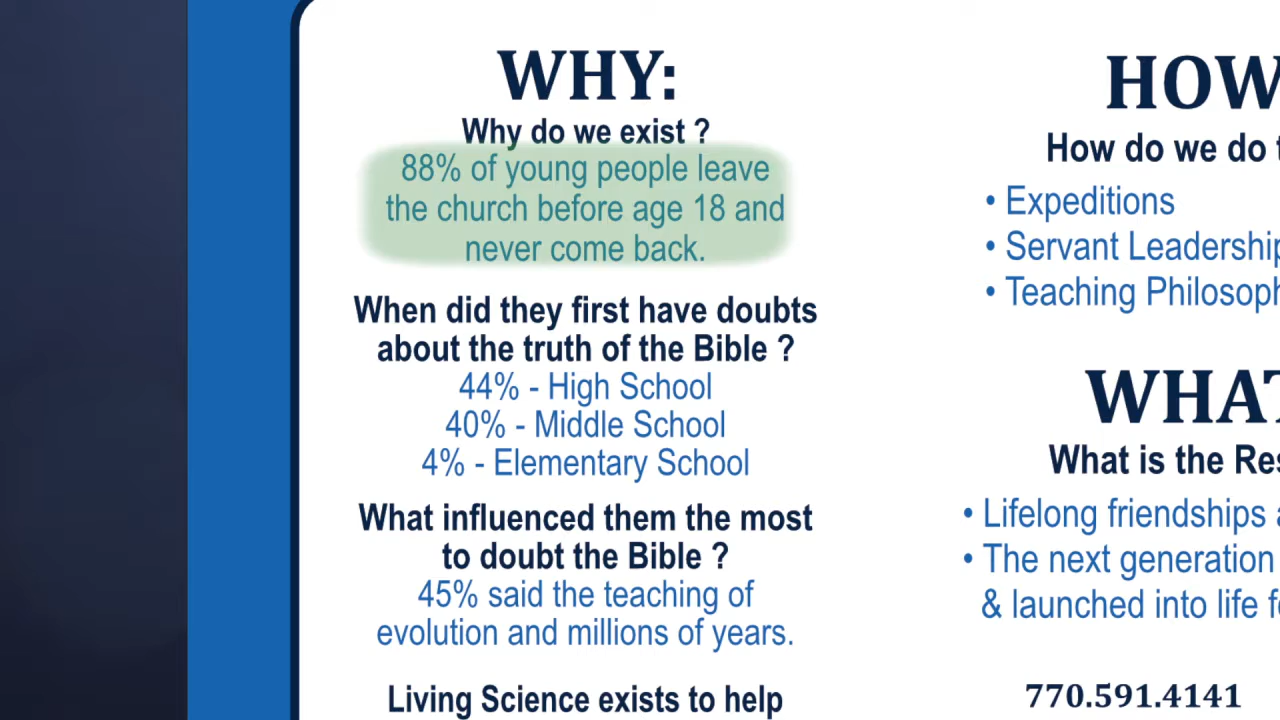 WHY:
Why do we exist ?
88% of young people leave
the church before age 18 and
never come back.
When did they first have doubts
about the truth of the Bible ?
44% - High School
40% - Middle School
4% - Elementary School
What influenced them the most
to doubt the Bible ?
45% said the teaching of
evolution and millions of years.
Living Science exists to help
HOW
How do we do
• Expeditions
• Servant Leadership
• Teaching
WHAT
What is the
• Lifelong friendships
• The next generation
& launched into life
770.591.4141